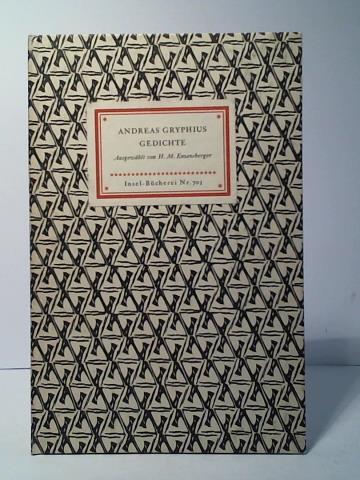 ANDREAS GRYPHIUS
GEDICHTE
Ausgewählt von H. M. Enzensberger
Insel-Bücherei Nr. 703